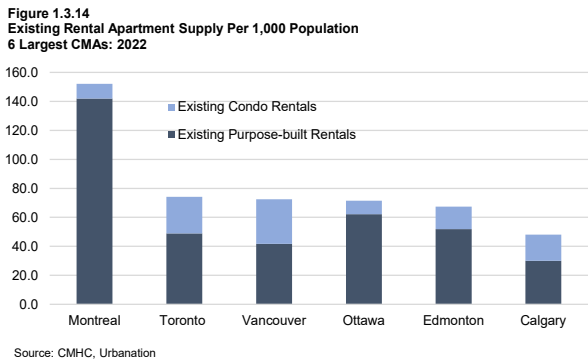 Figure 1.3.14
Existing Rental Apartment Supply Per 1,000 Population
6 Largest CMAs: 2022
160.0
140.0
120.0
100.0
80.0
60.0
40.0
20.0
0.0
Existing Condo Rentals
Existing Purpose-built Rentals
Montreal Toronto Vancouver Ottawa Edmonton Calgary
Source: CMHC, Urbanation